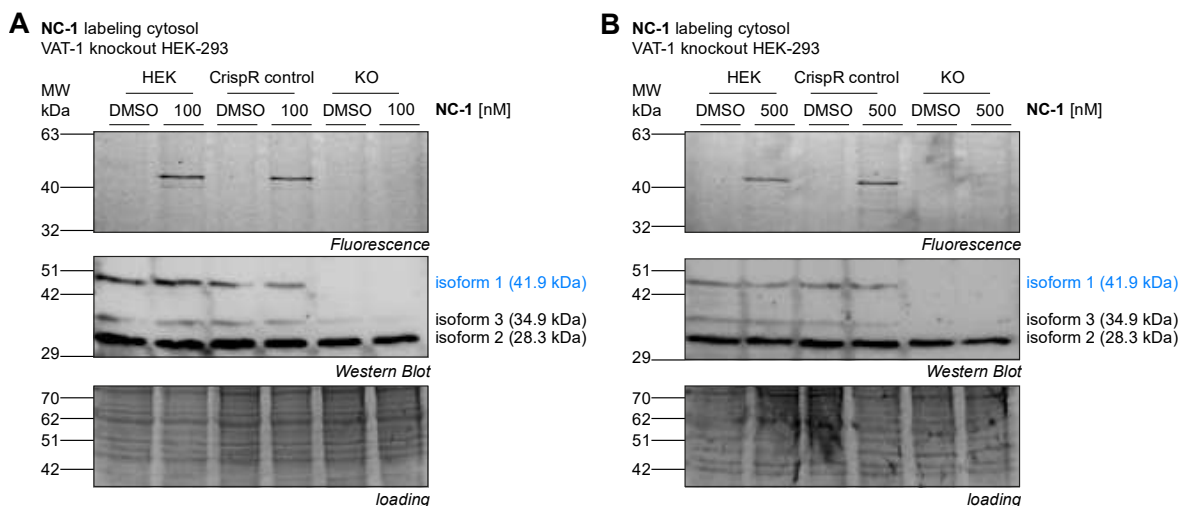 A NC-1 labeling cytosol
VAT-1 knockout HEK-293
HEK CrispR control KO
MW
kDa
DMSO 100 DMSO 100 DMSO 100 NC-1 [nM]
63
40
32
Fluorescence
51
42
29
isoform 1 (41.9 kDa)
isoform 3 (34.9 kDa)
isoform 2 (28.3 kDa)
Western Blot
70
62
51
42
loading
B NC-1 labeling cytosol
VAT-1 knockout HEK-293
HEK CrispR control KO
MW
kDa
DMSO 500 DMSO 500 DMSO 500 NC-1 [nM]
63
40
32
Fluorescence
51
42
29
isoform 1 (41.9 kDa)
isoform 3 (34.9 kDa)
isoform 2 (28.3 kDa)
Western Blot
70
62
51
42
loading